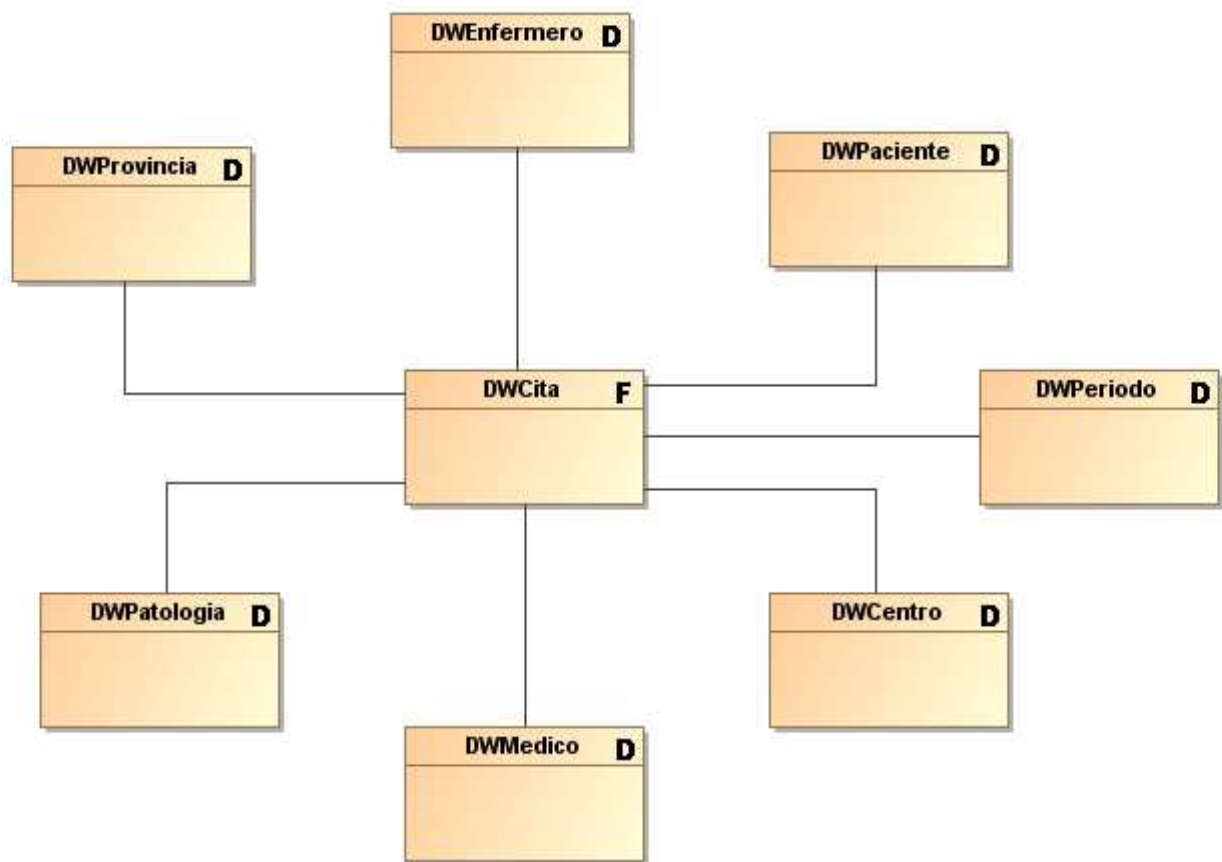 DWEnfermero D
DWProvincia D
DWPaciente D
DWCita F
DWPeriodo D
DWPatologia D
DWCentro D
DWMedico D